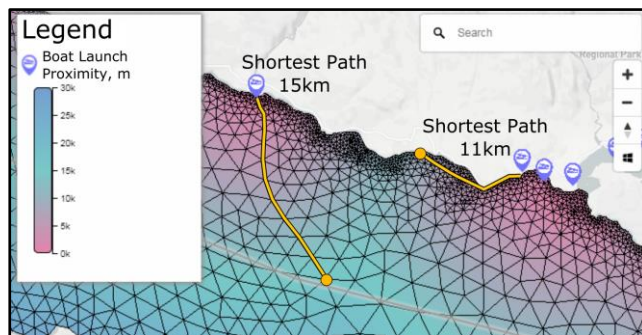 Legend
Boat Launch
Proximity, m
30k
25k
20k
15k
10k
5k
0k
Shortest Path
15km
Shortest Path
11km
Search
Regional Park